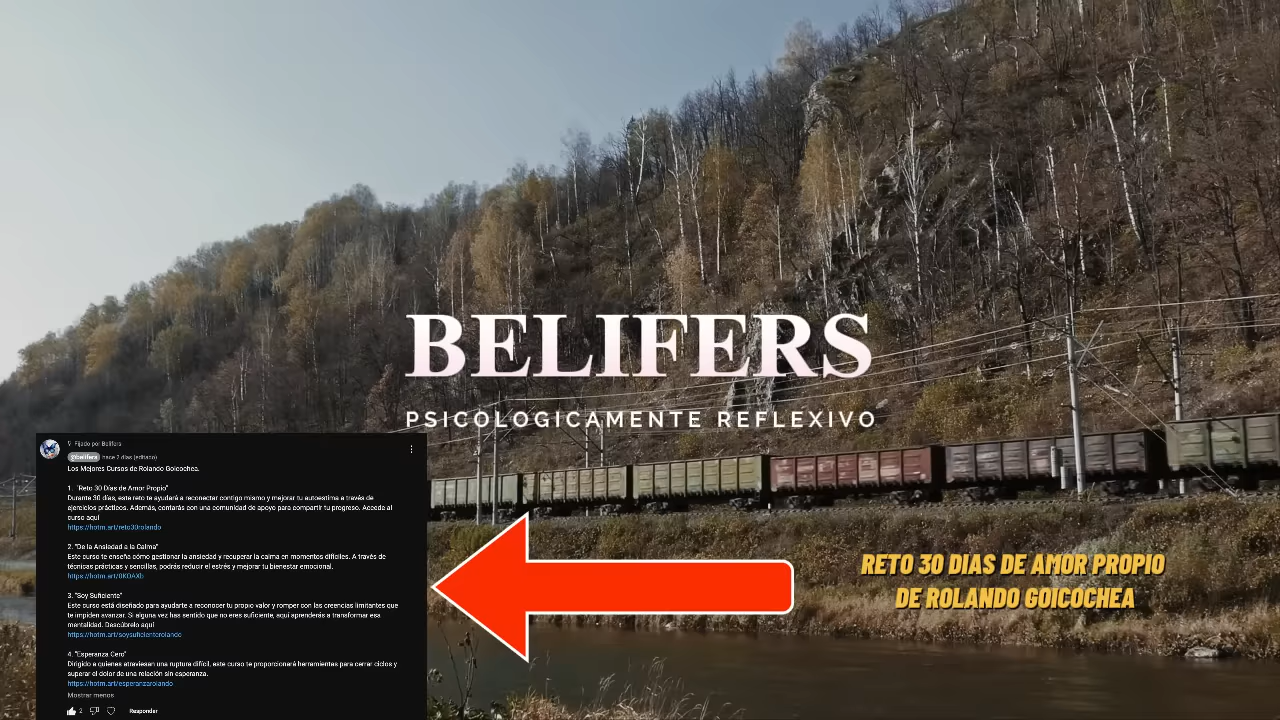 BELIFERS
PSICOLOGICAMENTE REFLEXIVO
Fijado por Belifers
@belifers hace 2 días (editado)
Los Mejores Cursos de Rolando Goicochea.
1. "Reto 30 Días de Amor Propio"
Durante 30 días, este reto te ayudará a reconectar contigo mismo y mejorar tu autoestima a través de
ejercicios prácticos. Además, contarás con una comunidad de apoyo para compartir tu progreso. Accede al
curso aquí
https://hotm.art/reto30rolando
2. "De la Ansiedad a la Calma"
Este curso te enseña cómo gestionar la ansiedad y recuperar la calma en momentos difíciles. A través de
técnicas prácticas y sencillas, podrás reducir el estrés y mejorar tu bienestar emocional.
https://hotm.art/0KOAXb
3. "Soy Suficiente"
Este curso está diseñado para ayudarte a reconocer tu propio valor y romper con las creencias limitantes que
te impiden avanzar. Si alguna vez has sentido que no eres suficiente, aquí aprenderás a transformar esa
mentalidad. Descúbrelo aquí
https://hotm.art/soysuficienterolando
4. "Esperanza Cero"
Dirigido a quienes atraviesan una ruptura difícil, este curso te proporcionará herramientas para cerrar ciclos y
superar el dolor de una relación sin esperanza.
https://hotm.art/esperanzarolando
Mostrar menos
2
Responder
RETO 30 DIAS DE AMOR PROPIO
DE ROLANDO GOICOCHEA